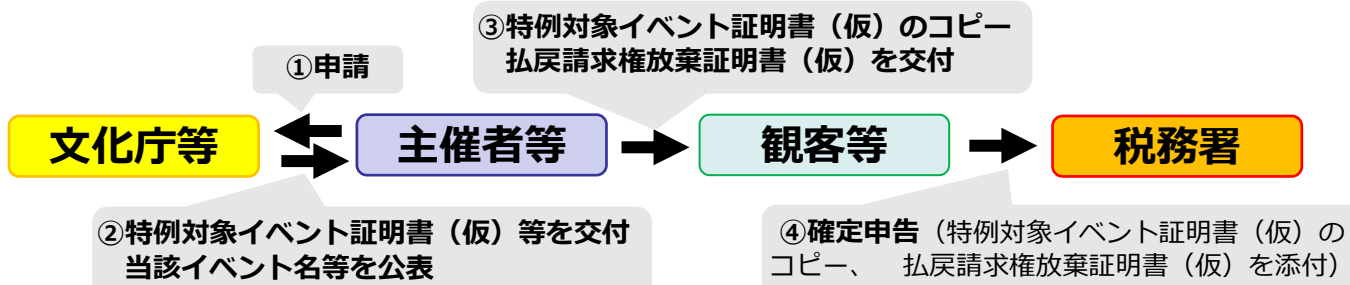 ③特例対象イベント証明書（仮）のコピー
払戻請求権放棄証明書（仮）を交付
①申請
文化庁等
主催者等
観客等
税務署
②特例対象イベント証明書（仮）等を交付
当該イベント名等を公表
④確定申告（特例対象イベント証明書（仮）の
コピー、　払戻請求権放棄証明書（仮）を添付）